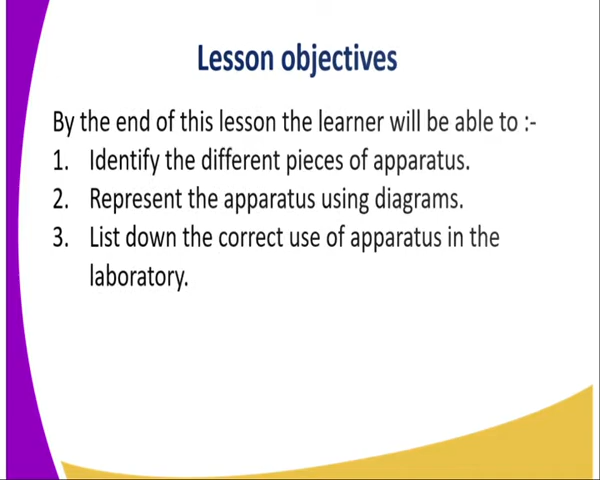 Lesson objectives
By the end of this lesson the learner will be able to :-
1. Identify the different pieces of apparatus.
2. Represent the apparatus using diagrams.
3. List down the correct use of apparatus in the
laboratory.